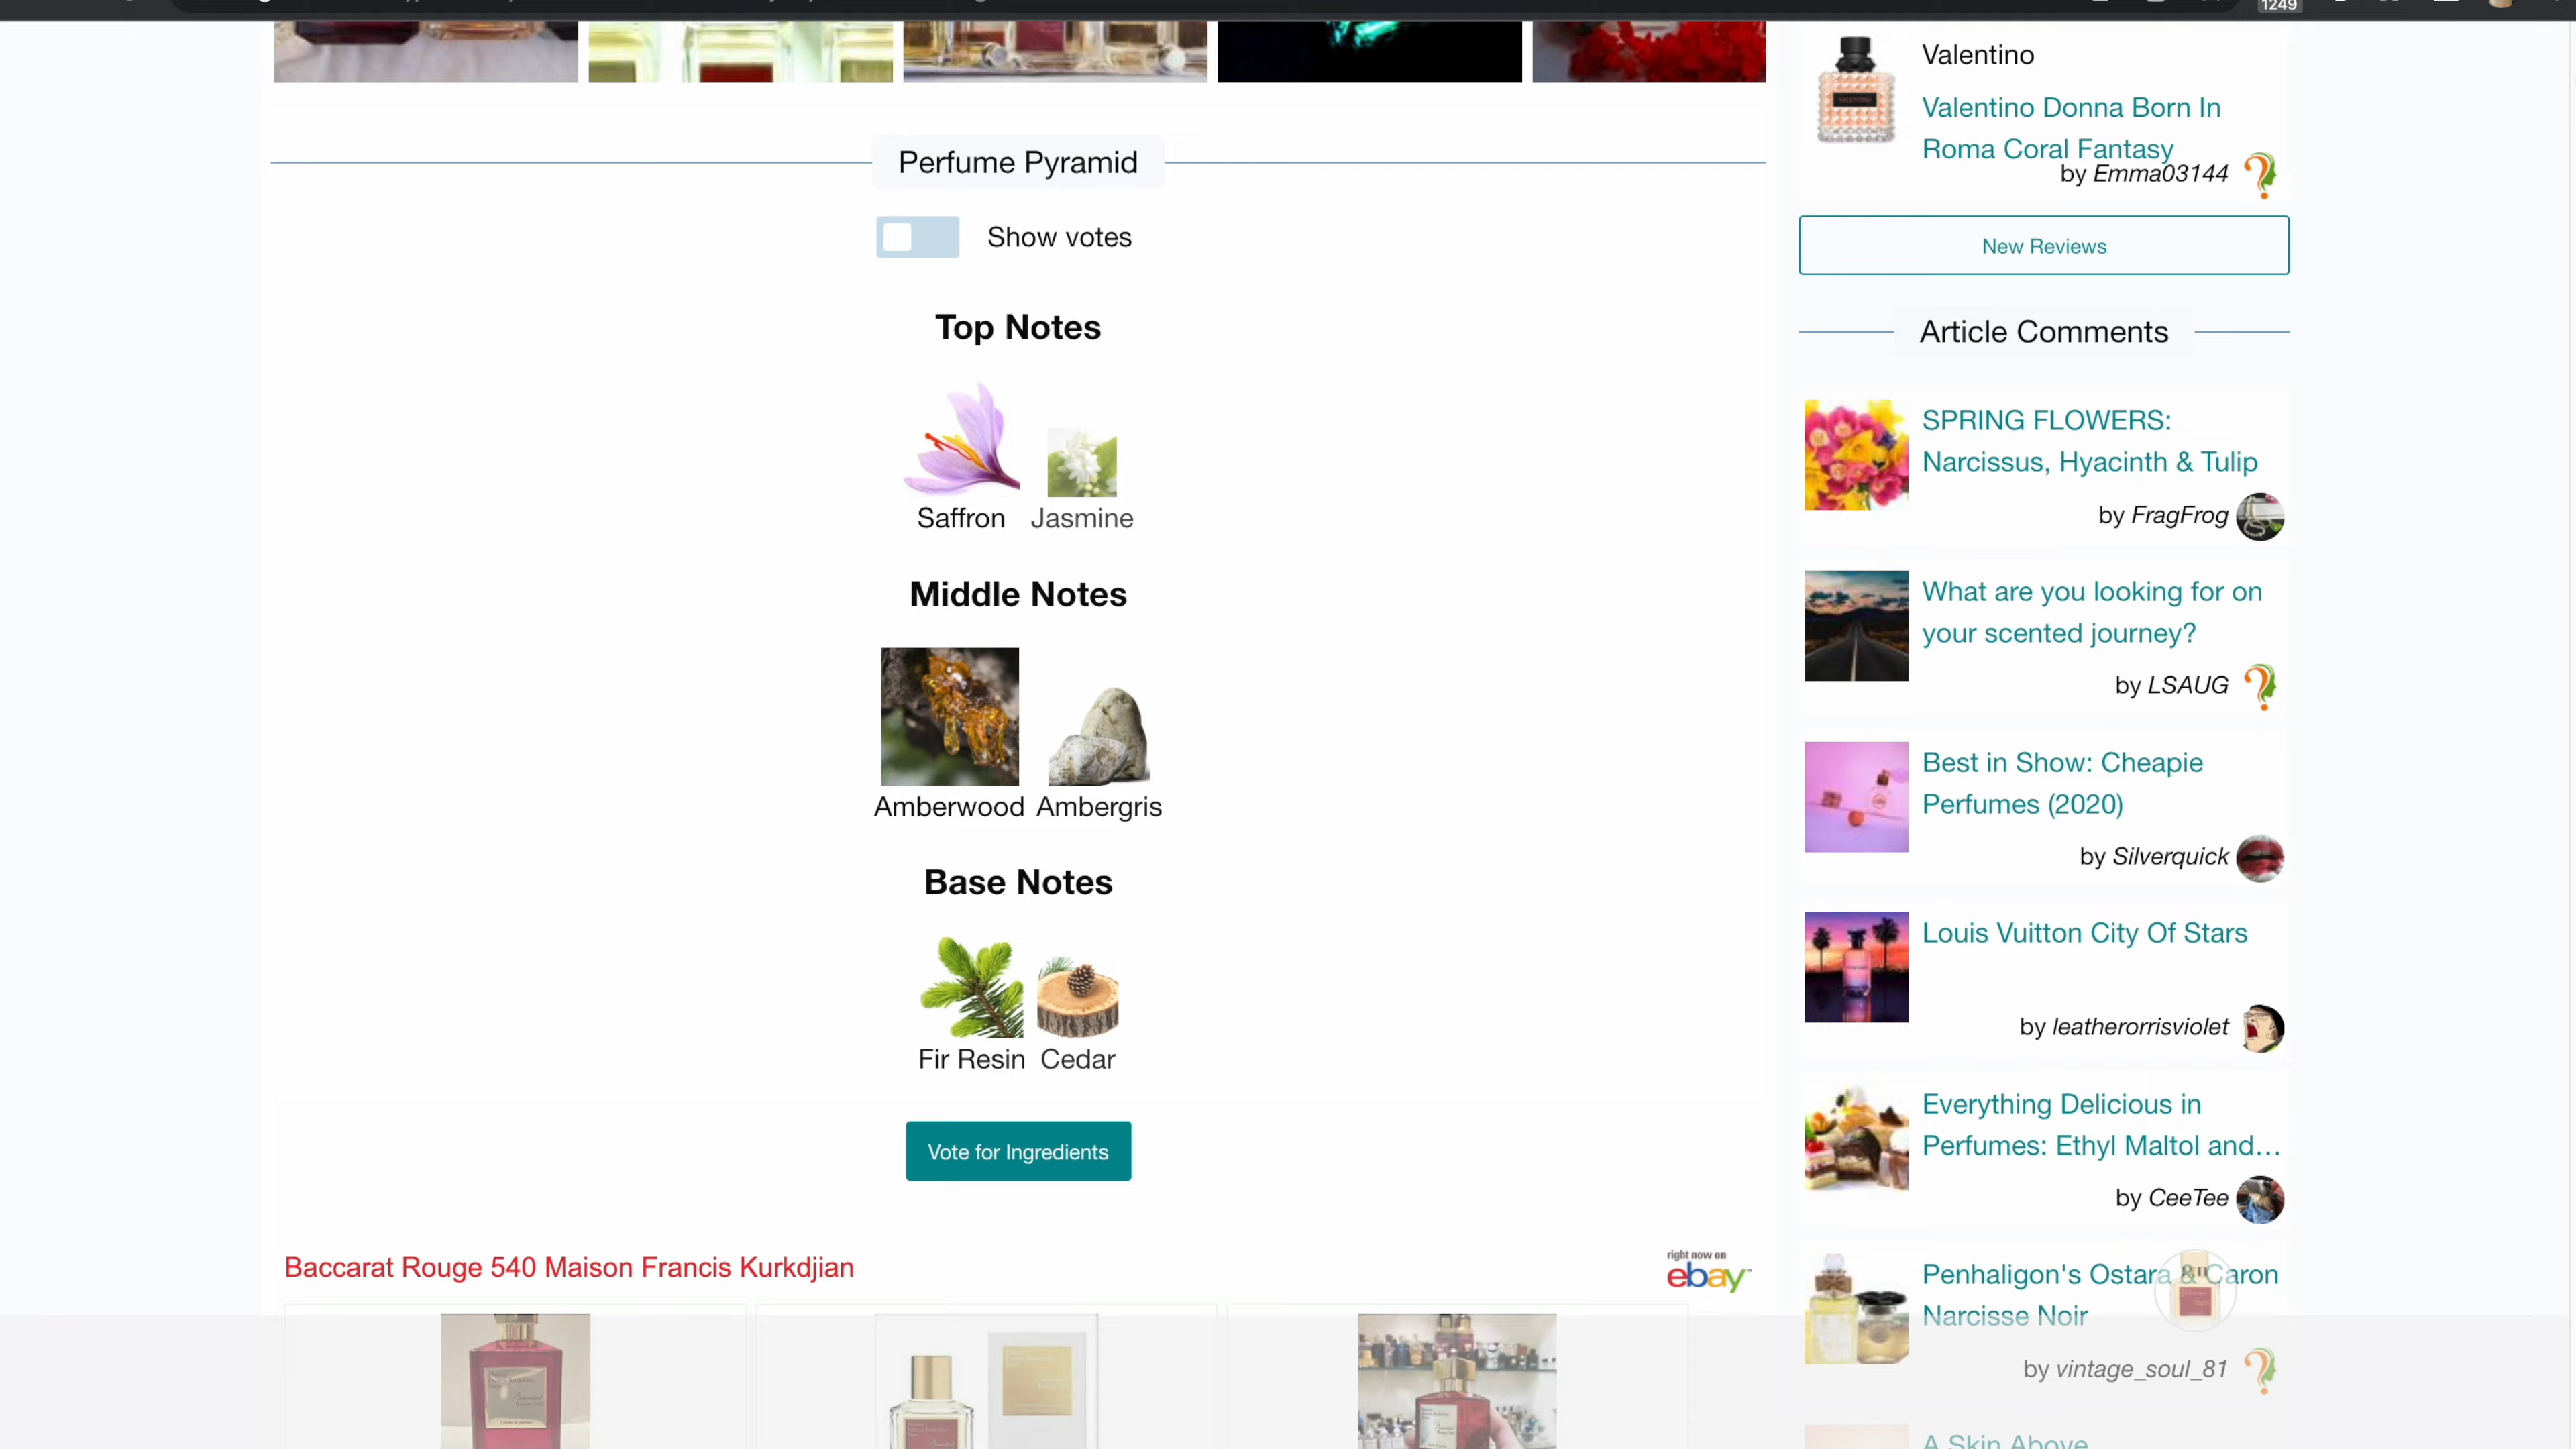 1249
Perfume Pyramid
Show votes
Top Notes
Saffron Jasmine
Middle Notes
Amberwood Ambergris
Base Notes
Fir Resin Cedar
Vote for Ingredients
Baccarat Rouge 540 Maison Francis Kurkdjian
right now on
ebay
Valentino
Valentino Donna Born In
Roma Coral Fantasy
by Emma03144
New Reviews
Article Comments
SPRING FLOWERS:
Narcissus, Hyacinth & Tulip
by FragFrog
What are you looking for on
your scented journey?
by LSAUG
Best in Show: Cheapie
Perfumes (2020)
by Silverquick
Louis Vuitton City Of Stars
by leatherorrisviolet
Everything Delicious in
Perfumes: Ethyl Maltol and...
by CeeTee
Penhaligon's Ostara & Caron
Narcisse Noir
by vintage_soul_81
A Skin Above